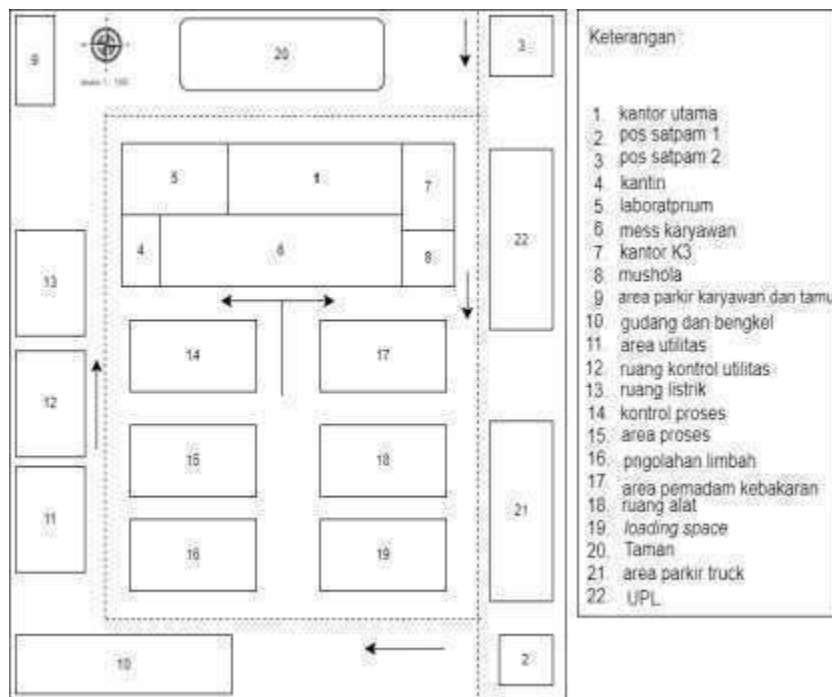 9
20
3
5
1
7
4
6
8
22
13
14
17
12
15
18
11
16
19
21
10
2
Keterangan
1. kantor utama
2. pos satpam 1
3. pos satpam 2
4. kantin
5. laboratprium
6. mess karyawan
7. kantor K3
8. mushola
9. area parkir karyawan dan tamu
10. gudang dan bengkel
11. area utilitas
12. ruang kontrol utilitas
13. ruang listrik
14. kontrol proses
15. area proses
16. pngolahan limbah
17. area pemadam kebakaran
18. ruang alat
19. loading space
20. Taman
21. area parkir truck
22. UPL